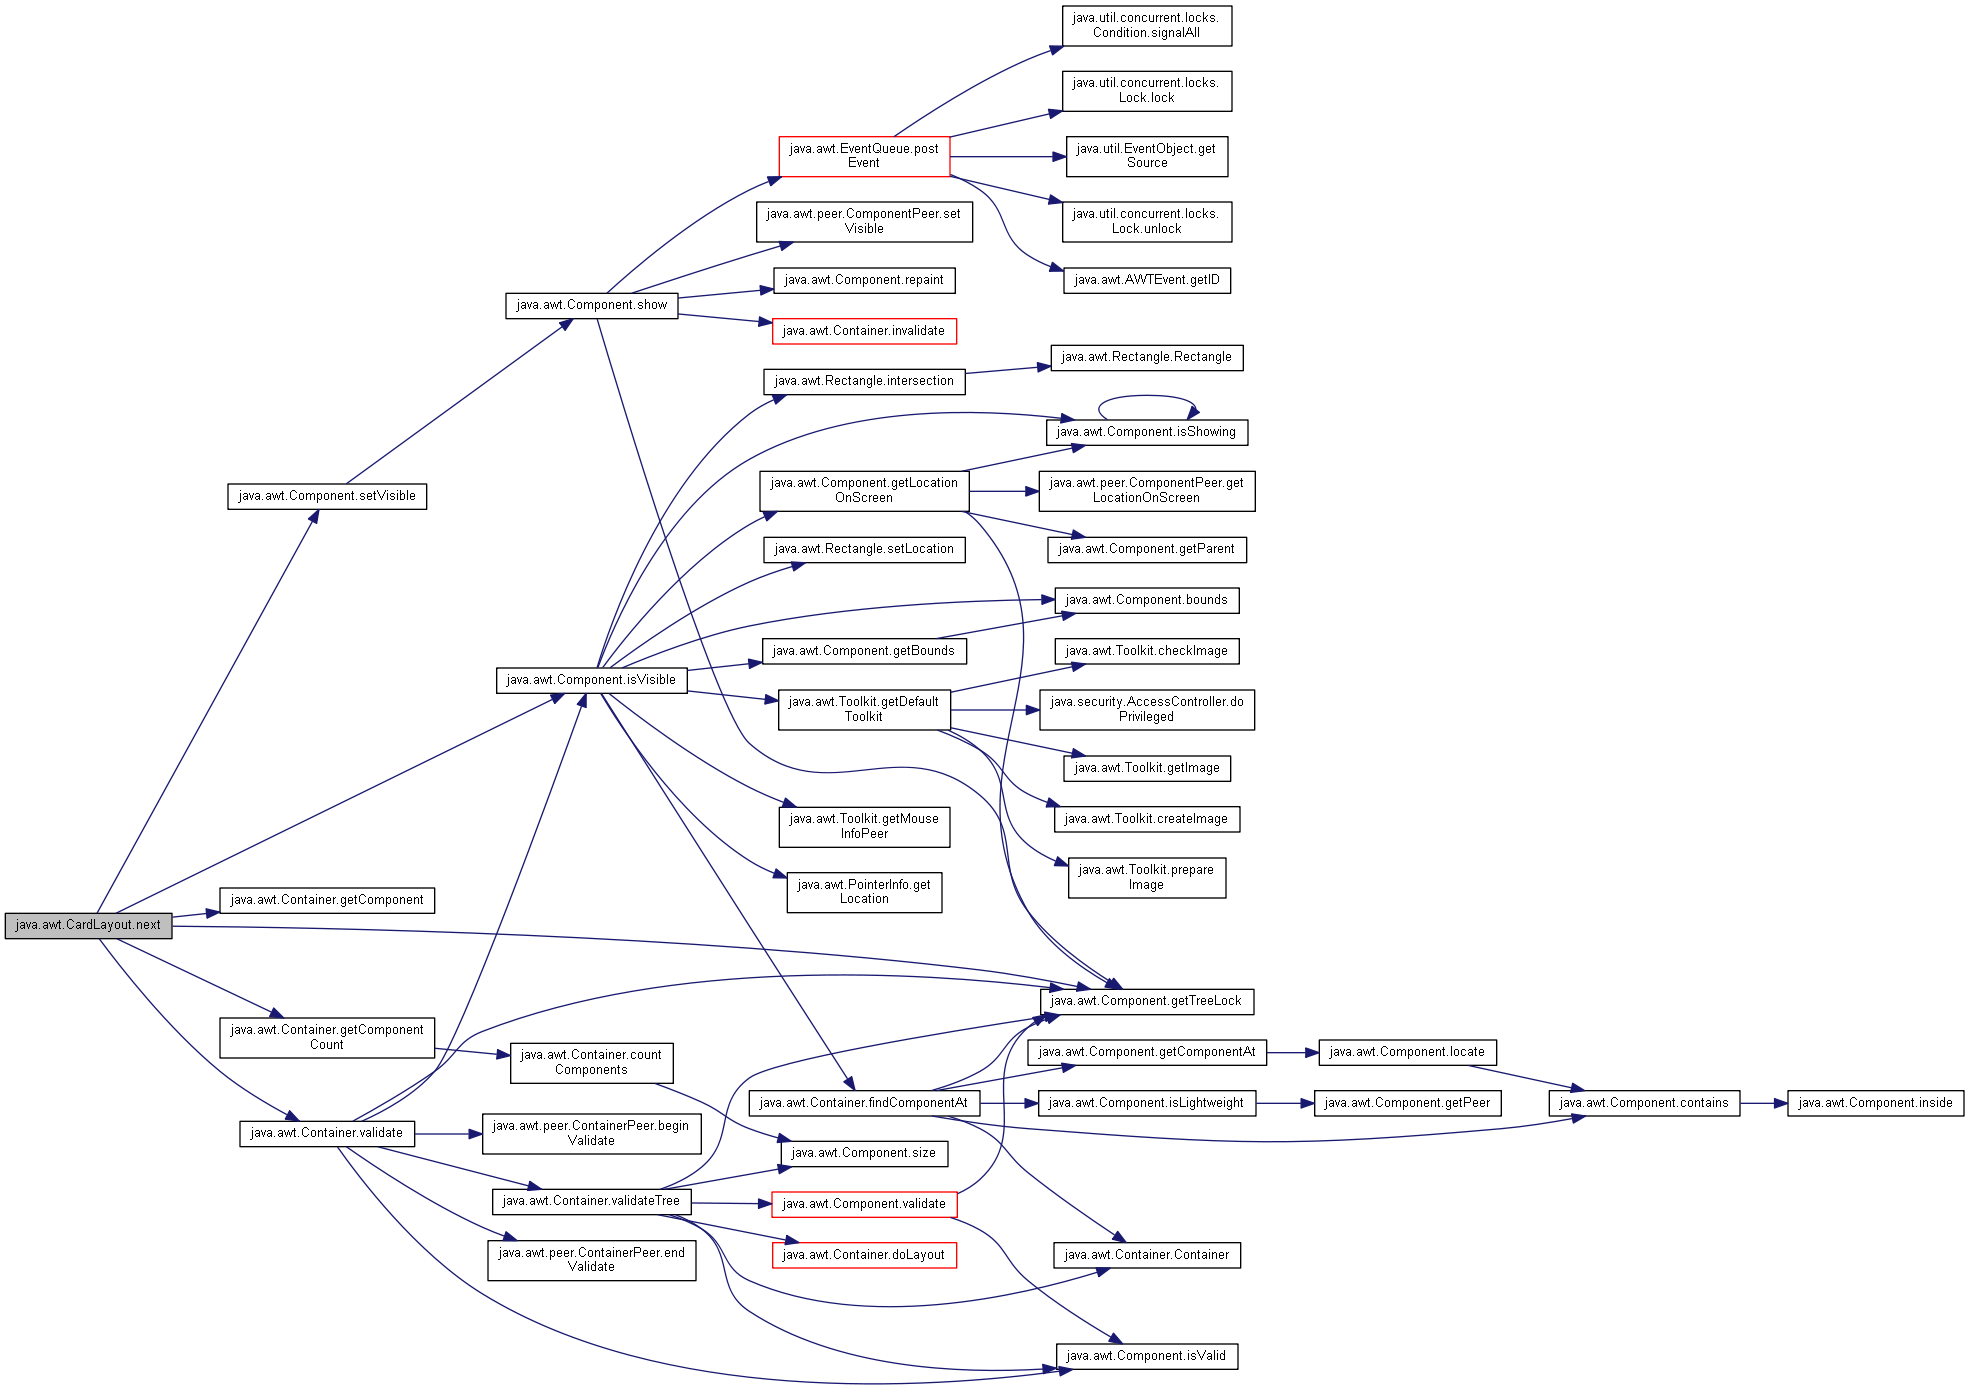 java.util.concurrent.locks.
Condition.signalAll
java.util.concurrent.locks.
Lock.lock
java.awt.EventQueue.post
Event
java.util.EventObject.get
Source
java.awt.peer.ComponentPeer.set
Visible
java.util.concurrent.locks.
Lock.unlock
java.awt.Component.repaint
java.awt.AWTEvent.getID
java.awt.Component.show
java.awt.Container.invalidate
java.awt.Rectangle.Rectangle
java.awt.Rectangle.intersection
java.awt.Component.isShowing
java.awt.Component.setVisible
java.awt.Component.getLocation
OnScreen
java.awt.peer.ComponentPeer.get
LocationOnScreen
java.awt.Rectangle.setLocation
java.awt.Component.getParent
java.awt.Component.bounds
java.awt.Component.getBounds
java.awt.Toolkit.checkImage
java.awt.Component.isVisible
java.awt.Toolkit.getDefault
Toolkit
java.security.AccessController.do
Privileged
java.awt.Toolkit.getImage
java.awt.Toolkit.getMouse
InfoPeer
java.awt.Toolkit.createImage
java.awt.Toolkit.prepare
Image
java.awt.PointerInfo.get
Location
java.awt.Container.getComponent
java.awt.CardLayout.next
java.awt.Component.getTreeLock
java.awt.Container.getComponent
Count
java.awt.Container.count
Components
java.awt.Component.getComponentAt
java.awt.Component.locate
java.awt.Container.findComponentAt
java.awt.Component.isLightweight
java.awt.Component.getPeer
java.awt.Component.contains
java.awt.Component.inside
java.awt.Container.validate
java.awt.peer.ContainerPeer.begin
Validate
java.awt.Component.size
java.awt.Container.validateTree
java.awt.Component.validate
java.awt.peer.ContainerPeer.end
Validate
java.awt.Container.doLayout
java.awt.Container.Container
java.awt.Component.isValid